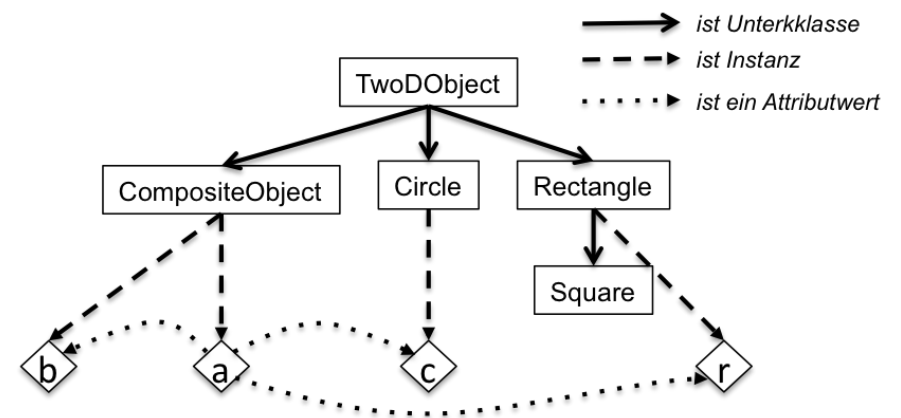 ist Unterkklasse
ist Instanz
ist ein Attributwert
TwoDObject
CompositeObject
Circle
Rectangle
Square
b
a
c
r